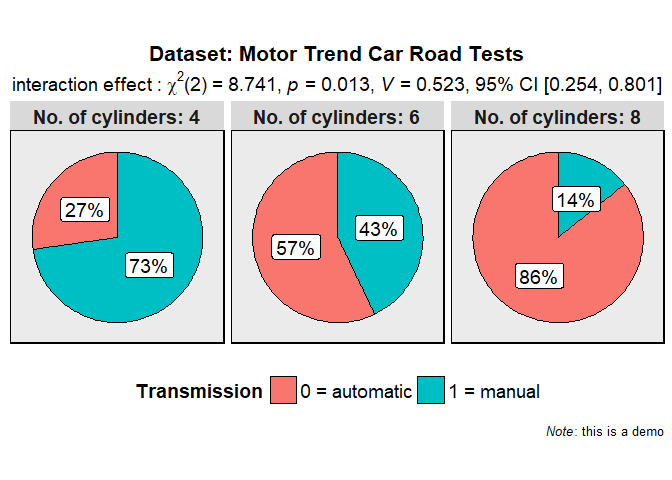 Dataset: Motor Trend Car Road Tests
interaction effect : χ²(2) = 8.741, p = 0.013, V = 0.523, 95% CI [0.254, 0.801]
No. of cylinders: 4 No. of cylinders: 6 No. of cylinders: 8
27% 73%
57% 43%
14% 86%
Transmission 0 = automatic 1 = manual
Note: this is a demo